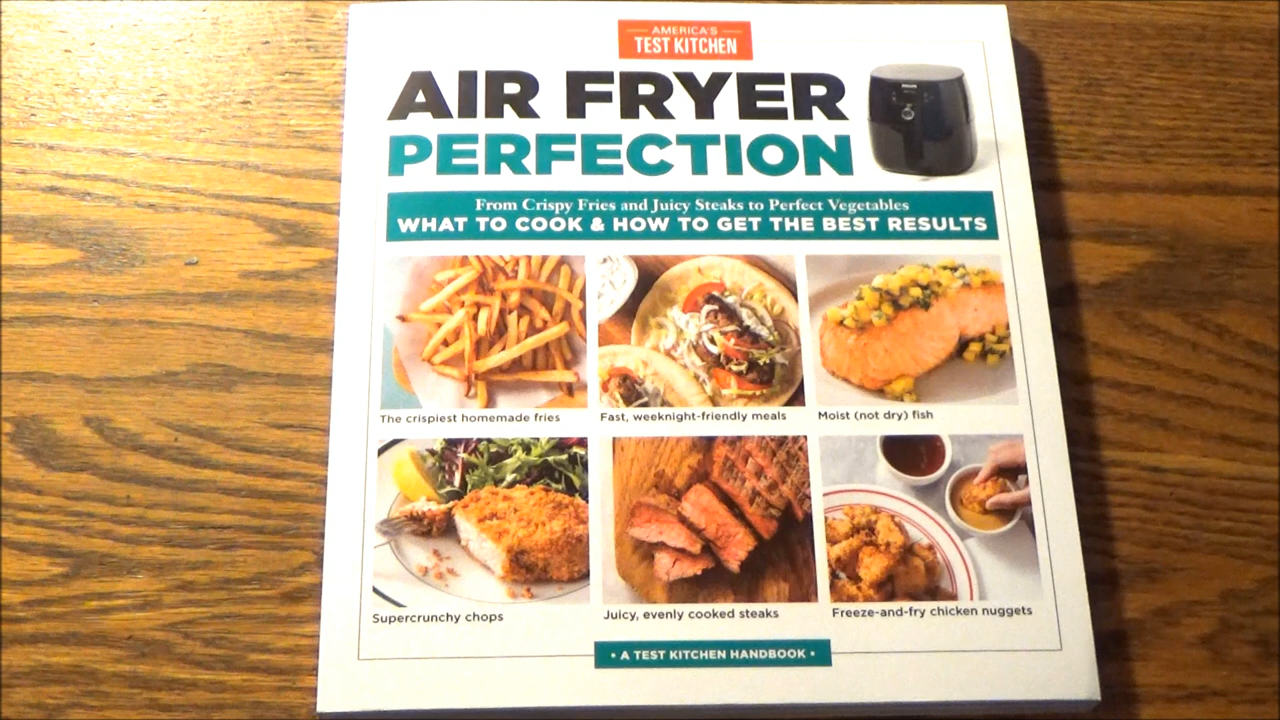 AMERICA'S
TEST KITCHEN
AIR FRYER
PERFECTION
PHILIPS
From Crispy Fries and Juicy Steaks to Perfect Vegetables
WHAT TO COOK & HOW TO GET THE BEST RESULTS
The crispiest homemade fries
Fast, weeknight-friendly meals
Moist (not dry) fish
Supercrunchy chops
Juicy, evenly cooked steaks
Freeze-and-fry chicken nuggets
• A TEST KITCHEN HANDBOOK •